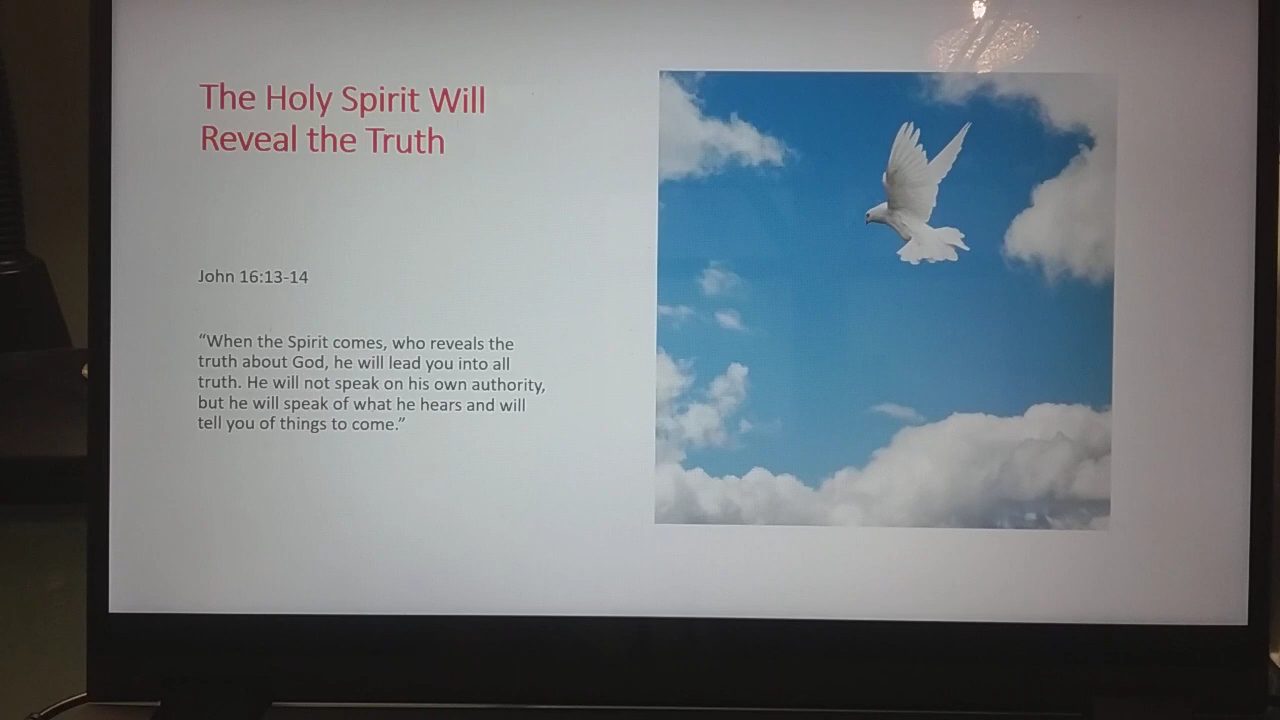 The Holy Spirit Will
Reveal the Truth
John 16:13-14
“When the Spirit comes, who reveals the
truth about God, he will lead you into all
truth. He will not speak on his own authority,
but he will speak of what he hears and will
tell you of things to come.”